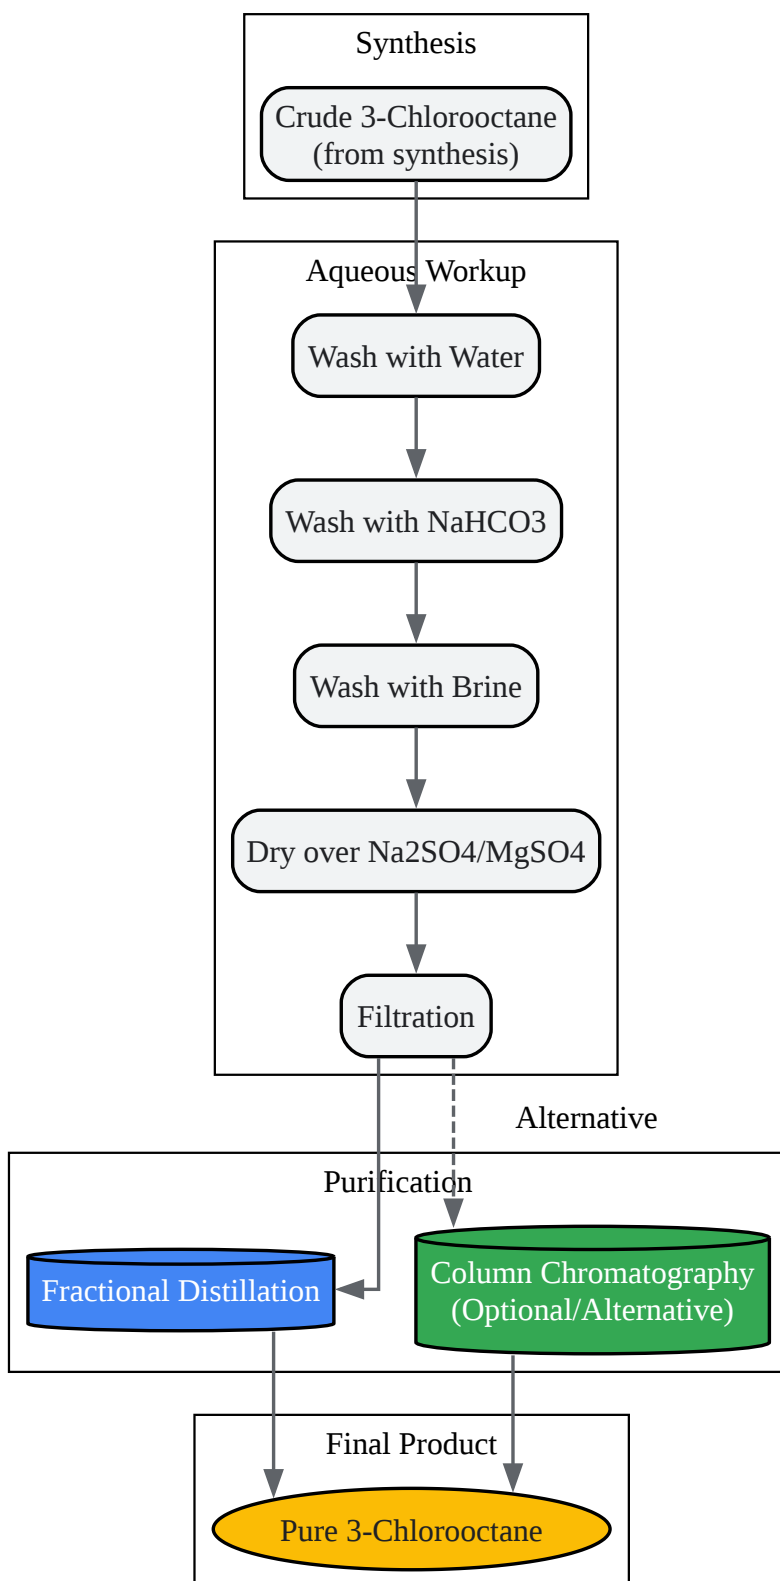 Synthesis
Crude 3-Chlorooctane
(from synthesis)
Aqueous Workup
Wash with Water
Wash with NaHCO3
Wash with Brine
Dry over Na2SO4/MgSO4
Filtration
Alternative
Purification
Fractional Distillation
Column Chromatography
(Optional/Alternative)
Final Product
Pure 3-Chlorooctane